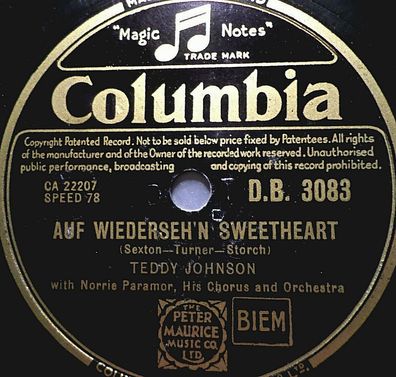 "Magic Notes"
TRADE MARK
Columbia
Copyright Patented Record. Not to be sold below price fixed by Patentees. All rights
of the manufacturer and of the Owner of the recorded work reserved. Unauthorised
public performance, broadcasting and copying of this record prohibited.
CA 22207
SPEED 78
D.B. 3083
AUF WIEDERSEH'N SWEETHEART
(Sexton—Turner—Storch)
TEDDY JOHNSON
with Norrie Paramor, His Chorus and Orchestra
THE
PETER
MAURICE
MUSIC CO.
LTD.
BIEM